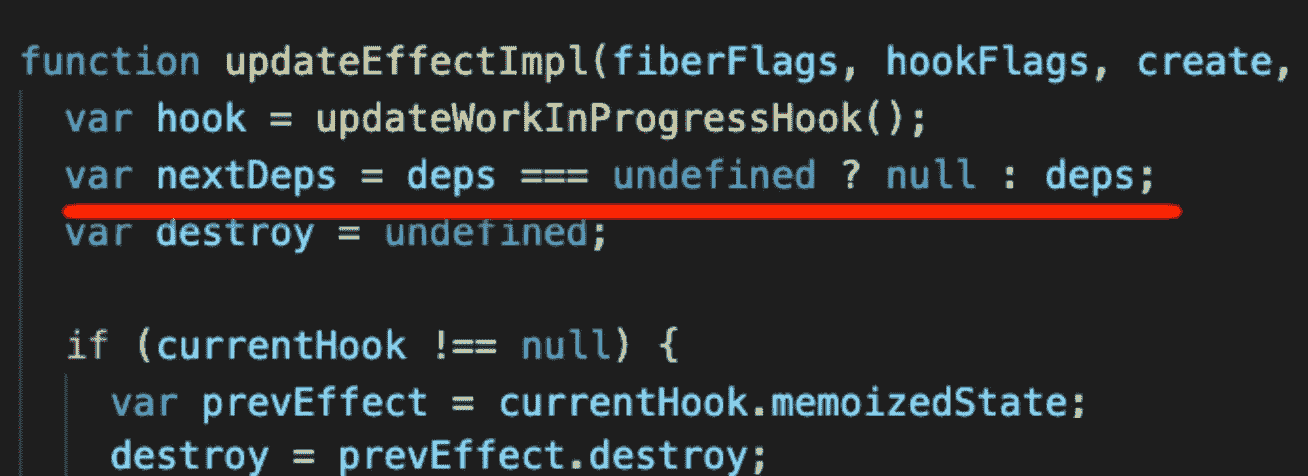 function updateEffectImpl(fiberFlags, hookFlags, create,
var hook = updateWorkInProgressHook();
var nextDeps = deps === undefined ? null : deps;
var destroy = undefined;
if (currentHook !== null) {
var prevEffect = currentHook.memoizedState;
destroy = prevEffect.destroy;